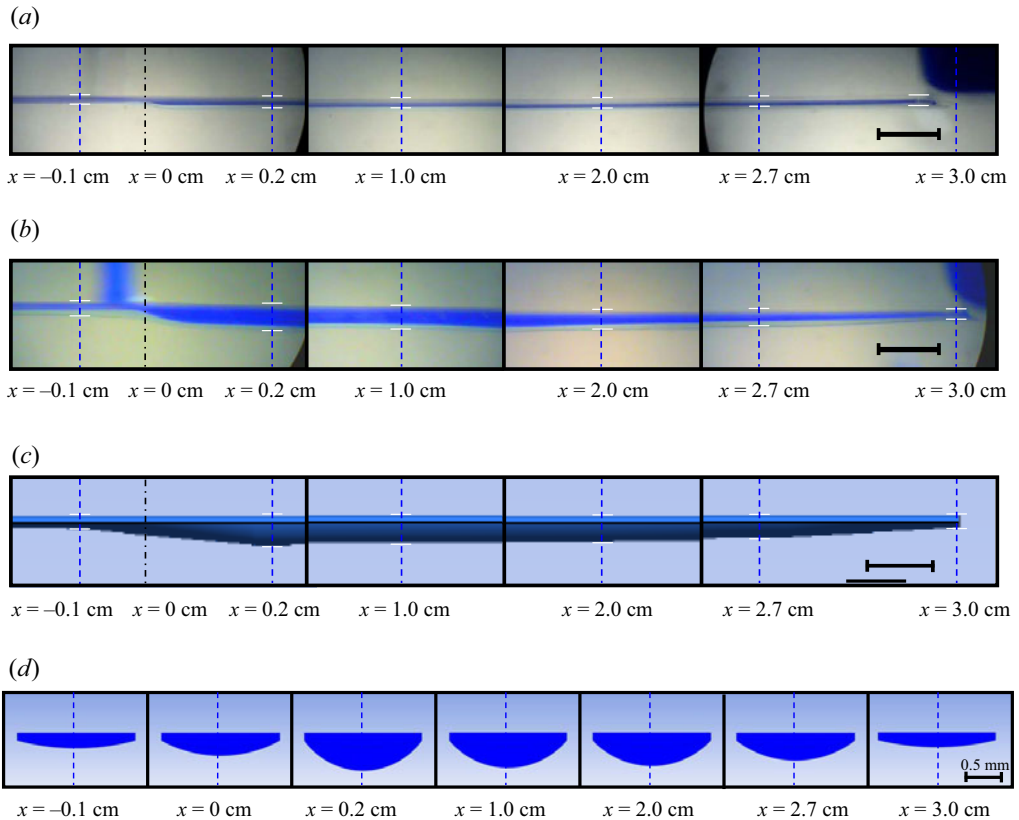 (a)
x = –0.1 cm x = 0 cm x = 0.2 cm x = 1.0 cm x = 2.0 cm x = 2.7 cm x = 3.0 cm
(b)
x = –0.1 cm x = 0 cm x = 0.2 cm x = 1.0 cm x = 2.0 cm x = 2.7 cm x = 3.0 cm
(c)
x = –0.1 cm x = 0 cm x = 0.2 cm x = 1.0 cm x = 2.0 cm x = 2.7 cm x = 3.0 cm
(d)
0.5 mm
x = –0.1 cm x = 0 cm x = 0.2 cm x = 1.0 cm x = 2.0 cm x = 2.7 cm x = 3.0 cm